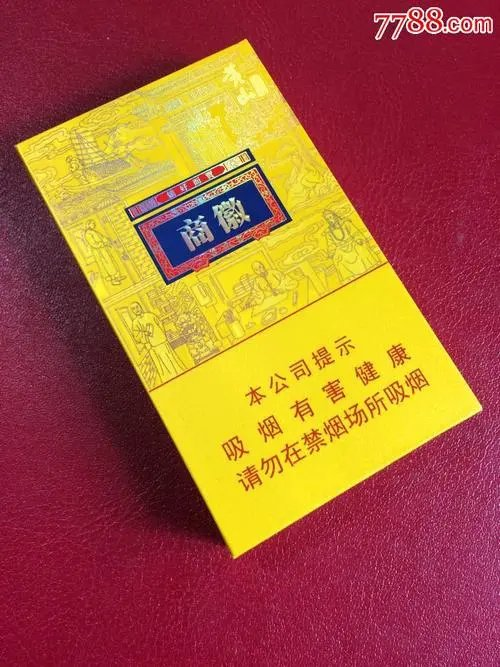 7788.com
黄山
商徽
本公司提示
吸烟有害健康
请勿在禁烟场所吸烟